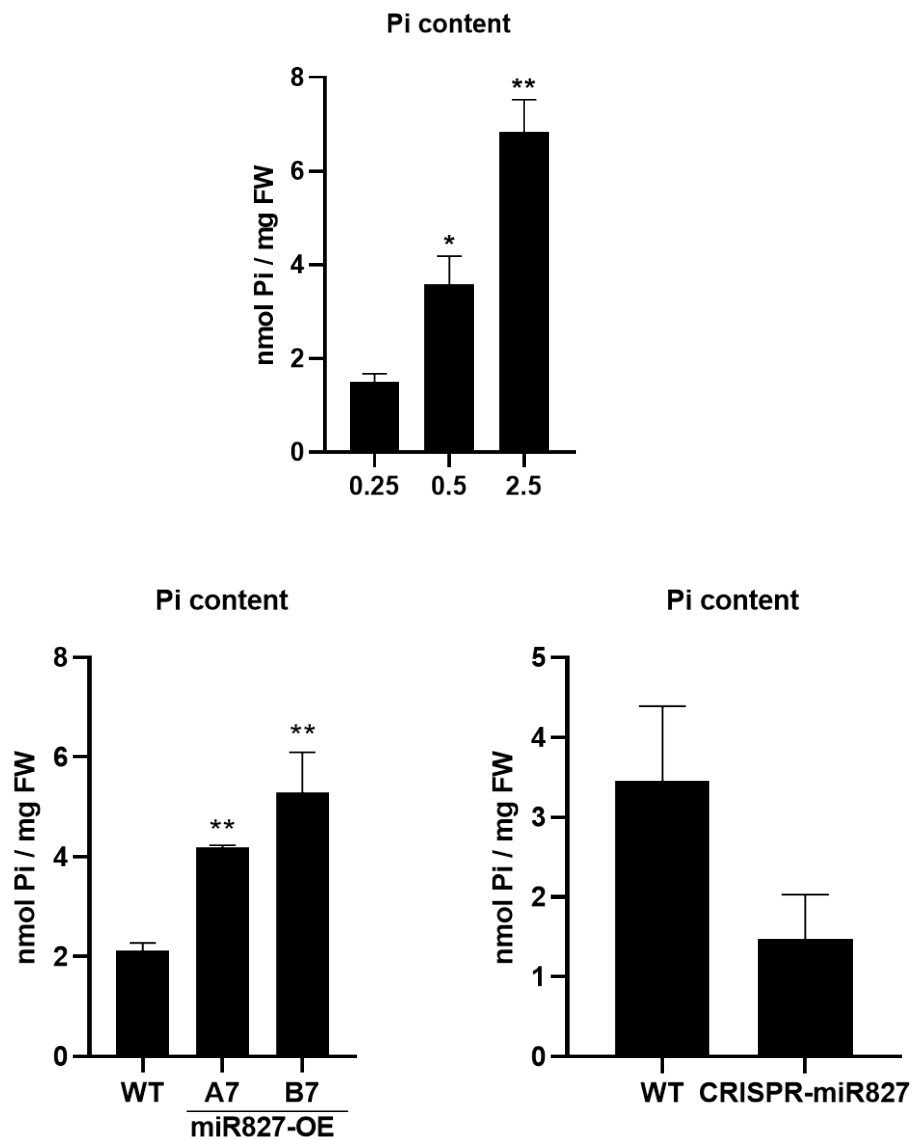 Pi content
nmol Pi / mg FW
8
6
4
2
0
*
**
0.25 0.5 2.5
Pi content
nmol Pi / mg FW
8
6
4
2
0
**
**
WT A7 B7
miR827-OE
Pi content
nmol Pi / mg FW
5
4
3
2
1
0
WT CRISPR-miR827